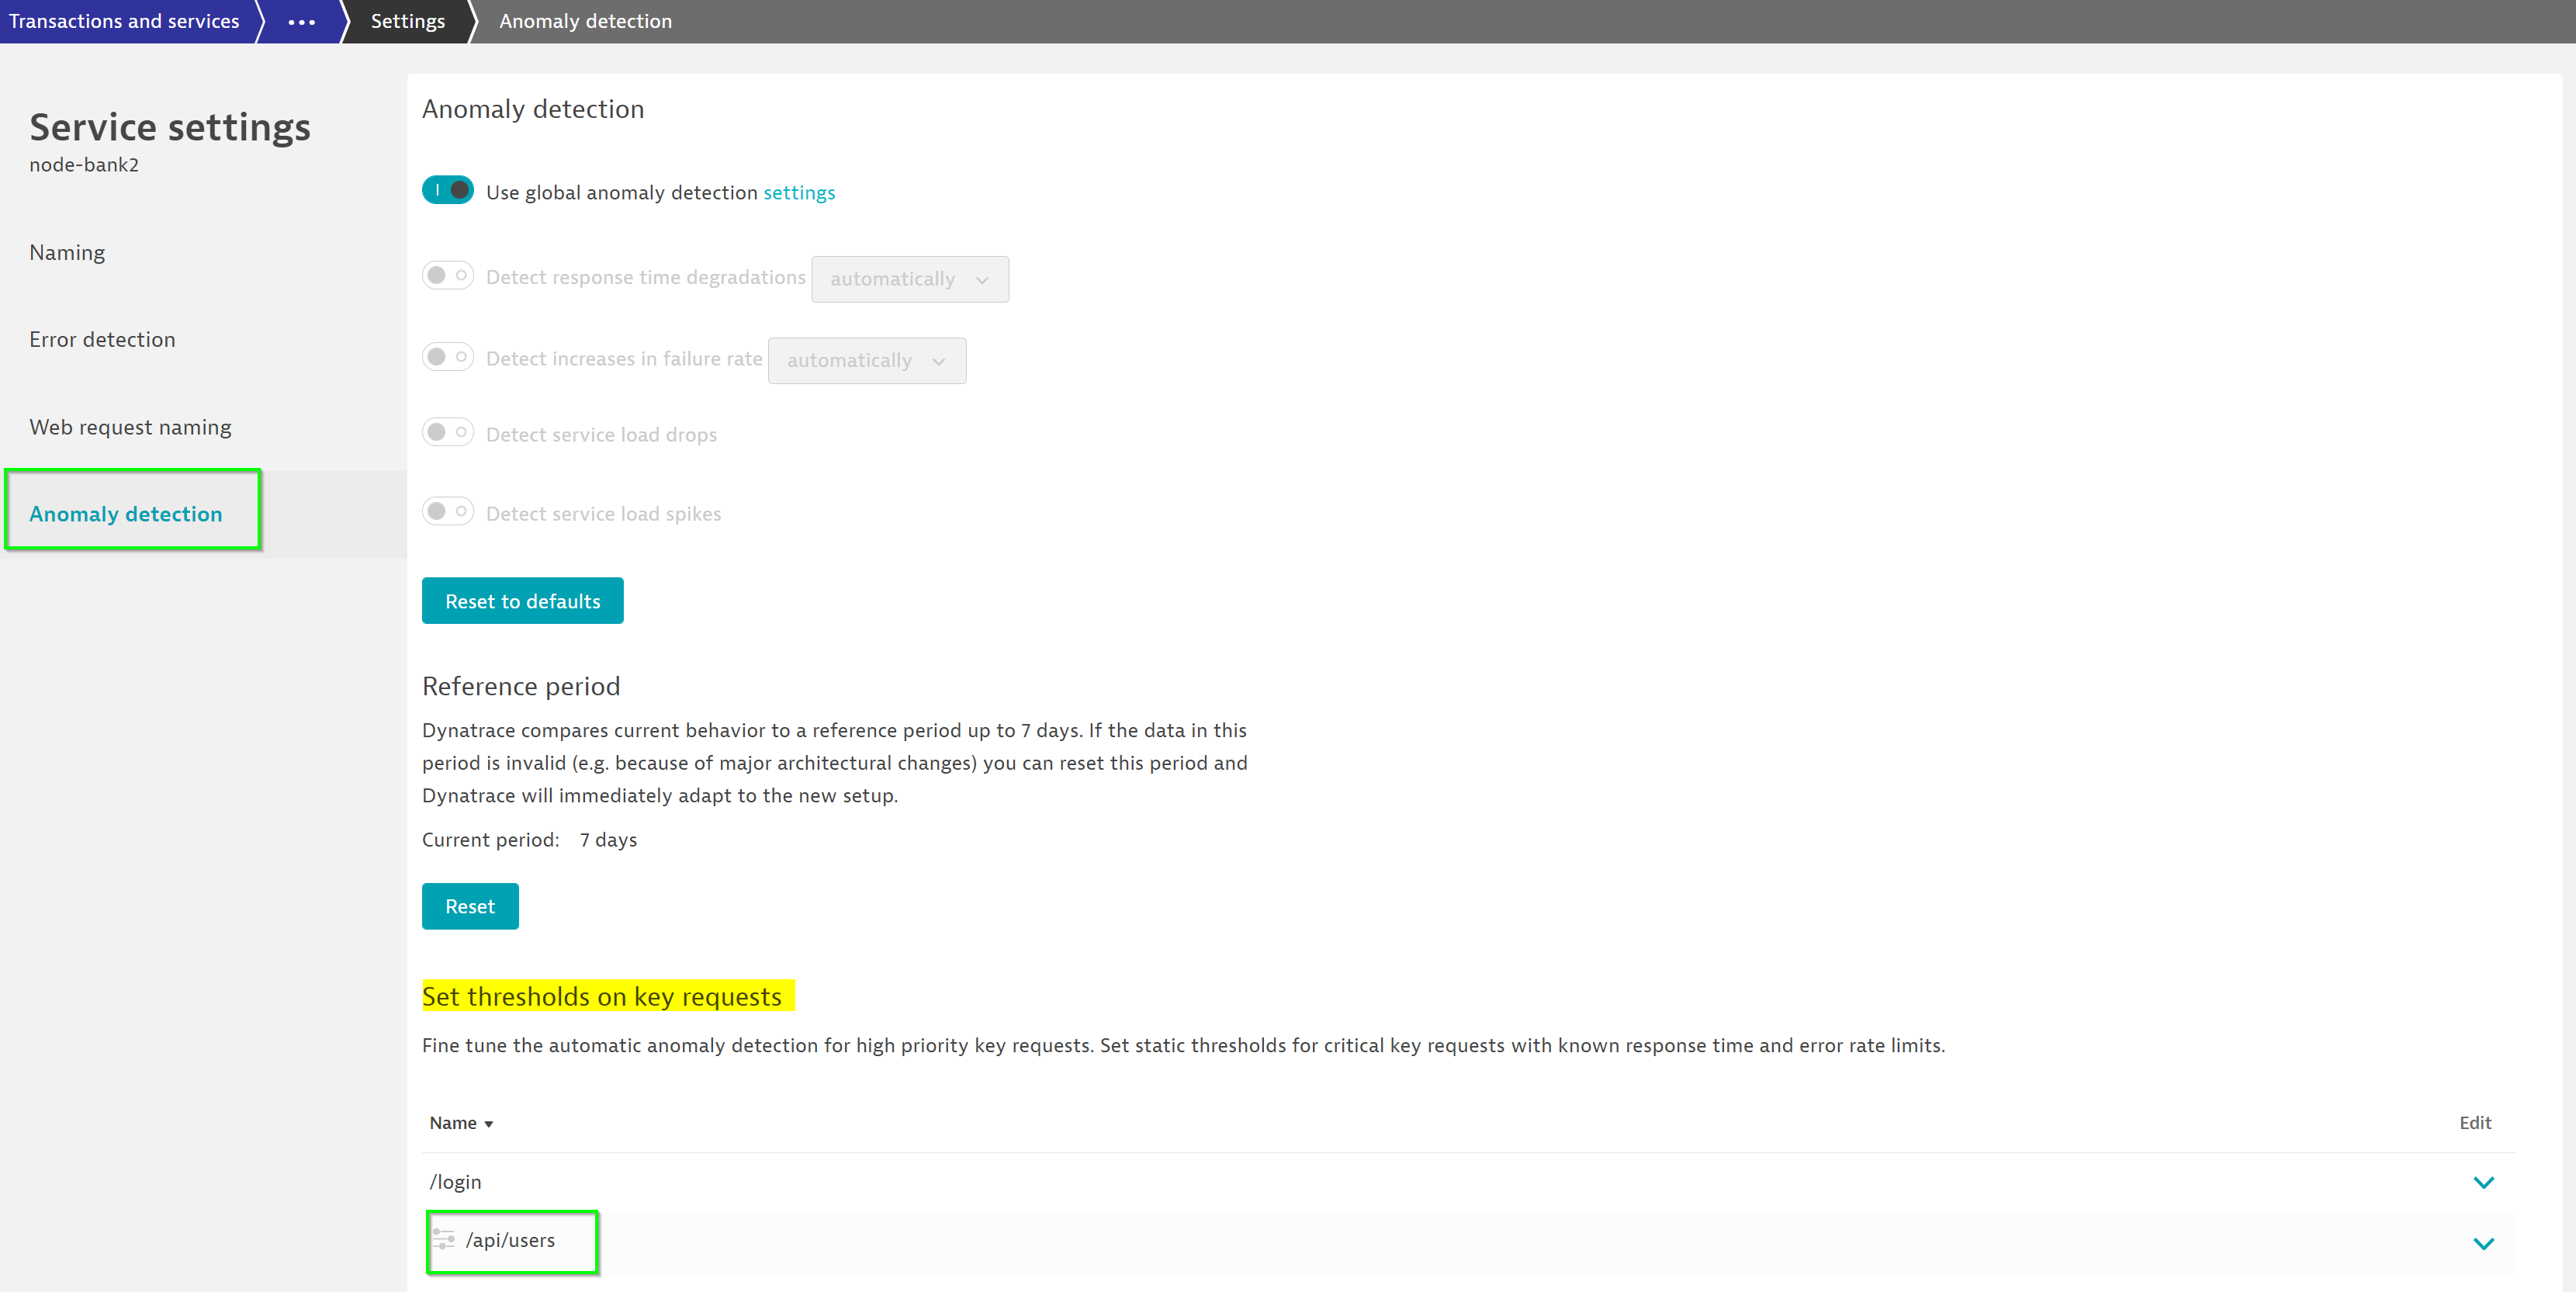 Transactions and services ••• Settings Anomaly detection
Service settings
node-bank2
Naming
Error detection
Web request naming
Anomaly detection
Anomaly detection
Use global anomaly detection settings
Detect response time degradations automatically
Detect increases in failure rate automatically
Detect service load drops
Detect service load spikes
Reset to defaults
Reference period
Dynatrace compares current behavior to a reference period up to 7 days. If the data in this
period is invalid (e.g. because of major architectural changes) you can reset this period and
Dynatrace will immediately adapt to the new setup.
Current period: 7 days
Reset
Set thresholds on key requests
Fine tune the automatic anomaly detection for high priority key requests. Set static thresholds for critical key requests with known response time and error rate limits.
Name Edit
/login
/api/users